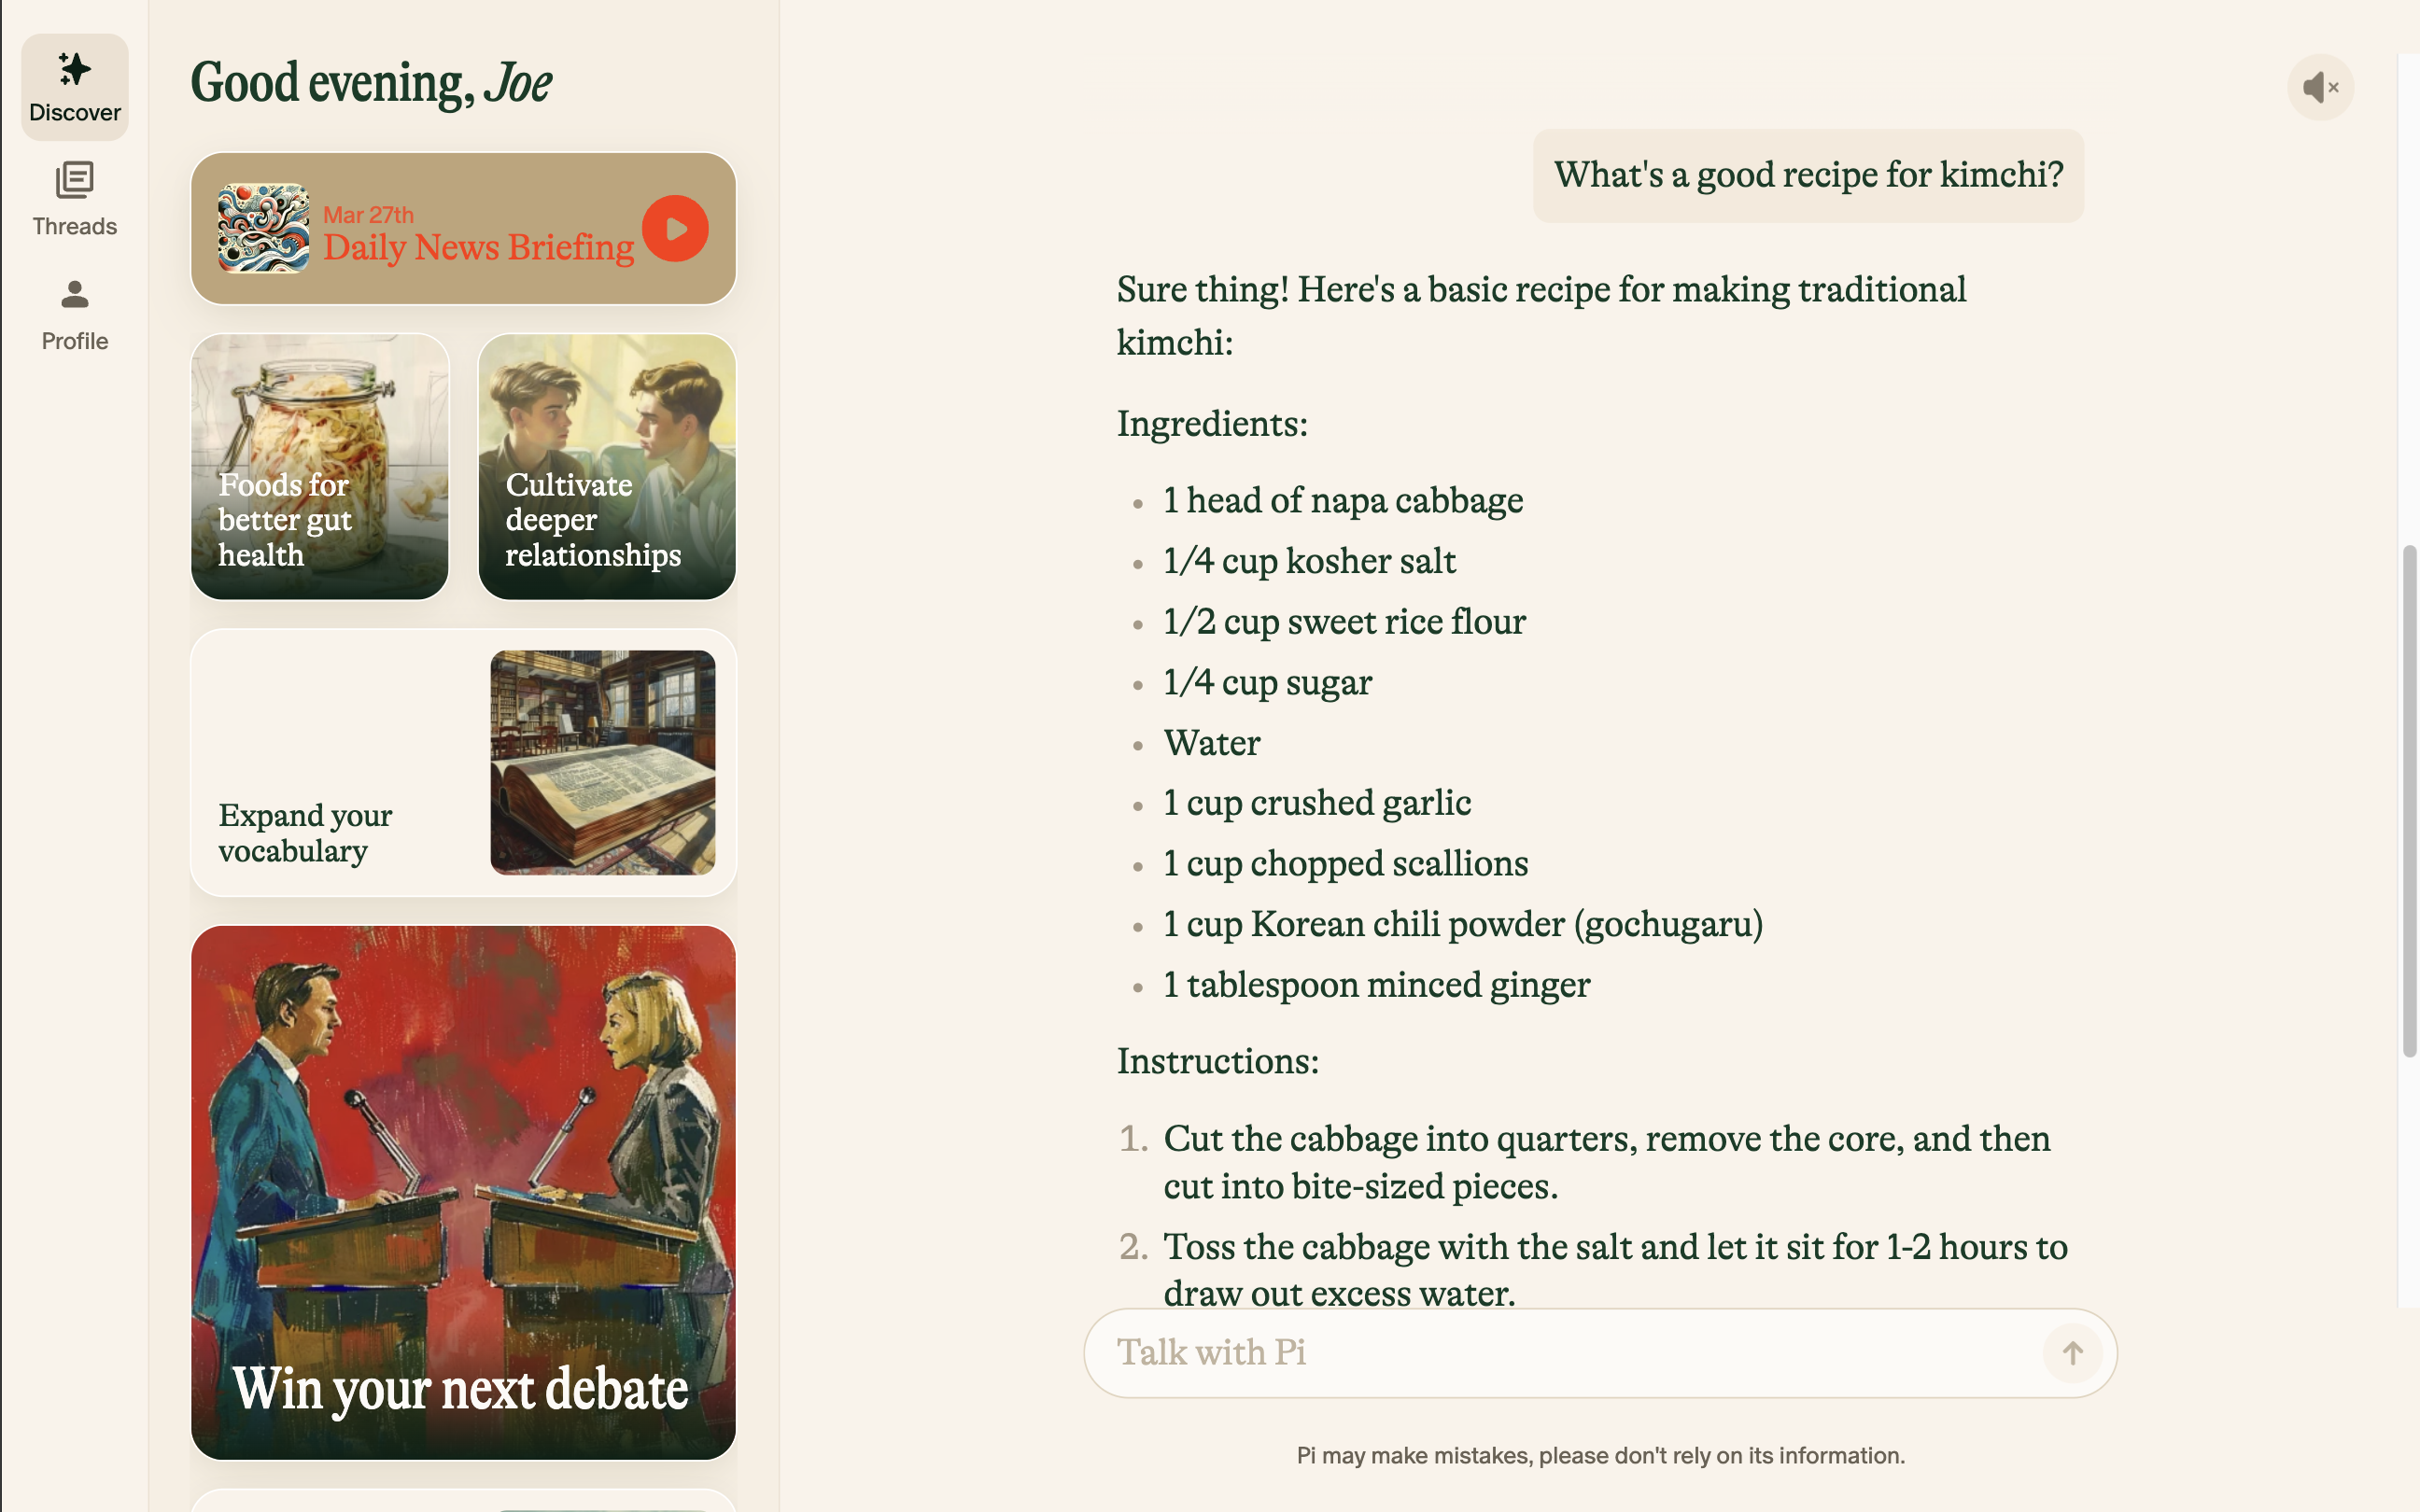 Discover
Threads
Profile
Good evening, Joe
Mar 27th
Daily News Briefing
Foods for
better gut
health
Cultivate
deeper
relationships
Expand your
vocabulary
Win your next debate
What's a good recipe for kimchi?
Sure thing! Here's a basic recipe for making traditional
kimchi:
Ingredients:
• 1 head of napa cabbage
• 1/4 cup kosher salt
• 1/2 cup sweet rice flour
• 1/4 cup sugar
• Water
• 1 cup crushed garlic
• 1 cup chopped scallions
• 1 cup Korean chili powder (gochugaru)
• 1 tablespoon minced ginger
Instructions:
1. Cut the cabbage into quarters, remove the core, and then
cut into bite-sized pieces.
2. Toss the cabbage with the salt and let it sit for 1-2 hours to
draw out excess water.
Talk with Pi
Pi may make mistakes, please don't rely on its information.